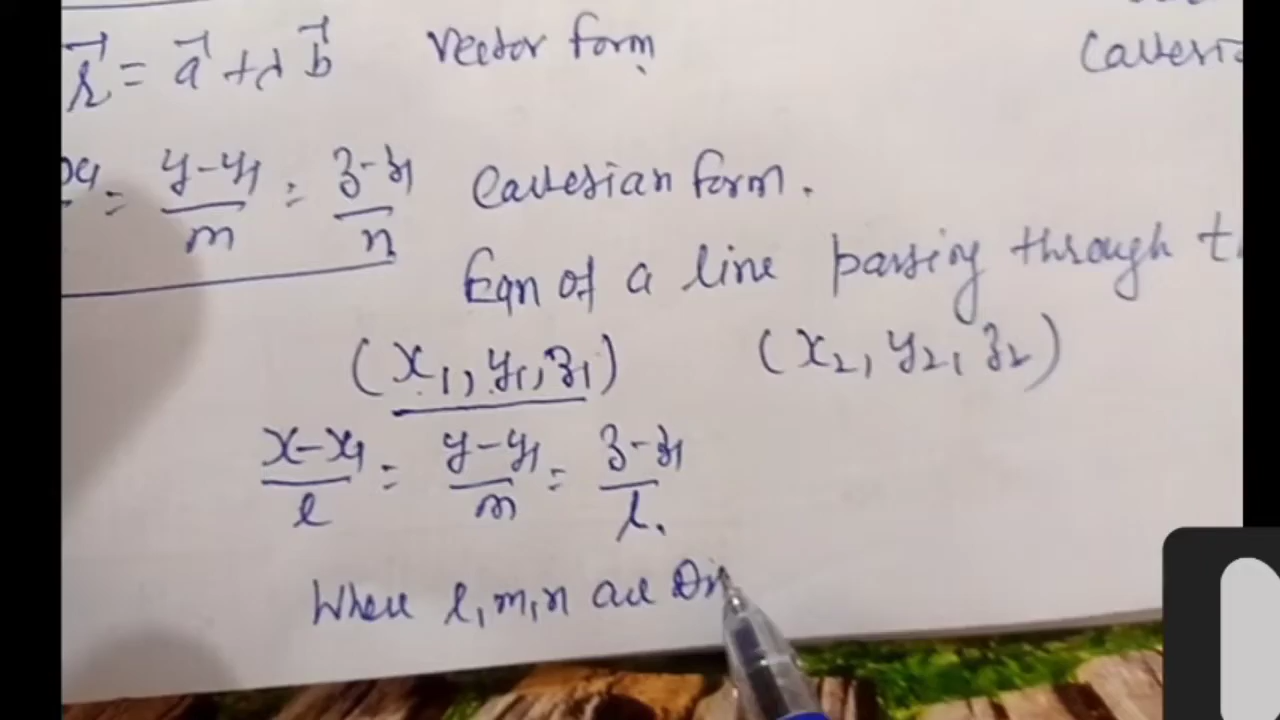 r⃗ = a⃗ + λ b⃗ Vector form
Cartesi
= y-y₁/m = z-z₁/n Cartesian form.
Eqn of a line passing through t
(x₁, y₁, z₁) (x₂, y₂, z₂)
x-x₁/l = y-y₁/m = z-z₁/l.
Where l, m, n are